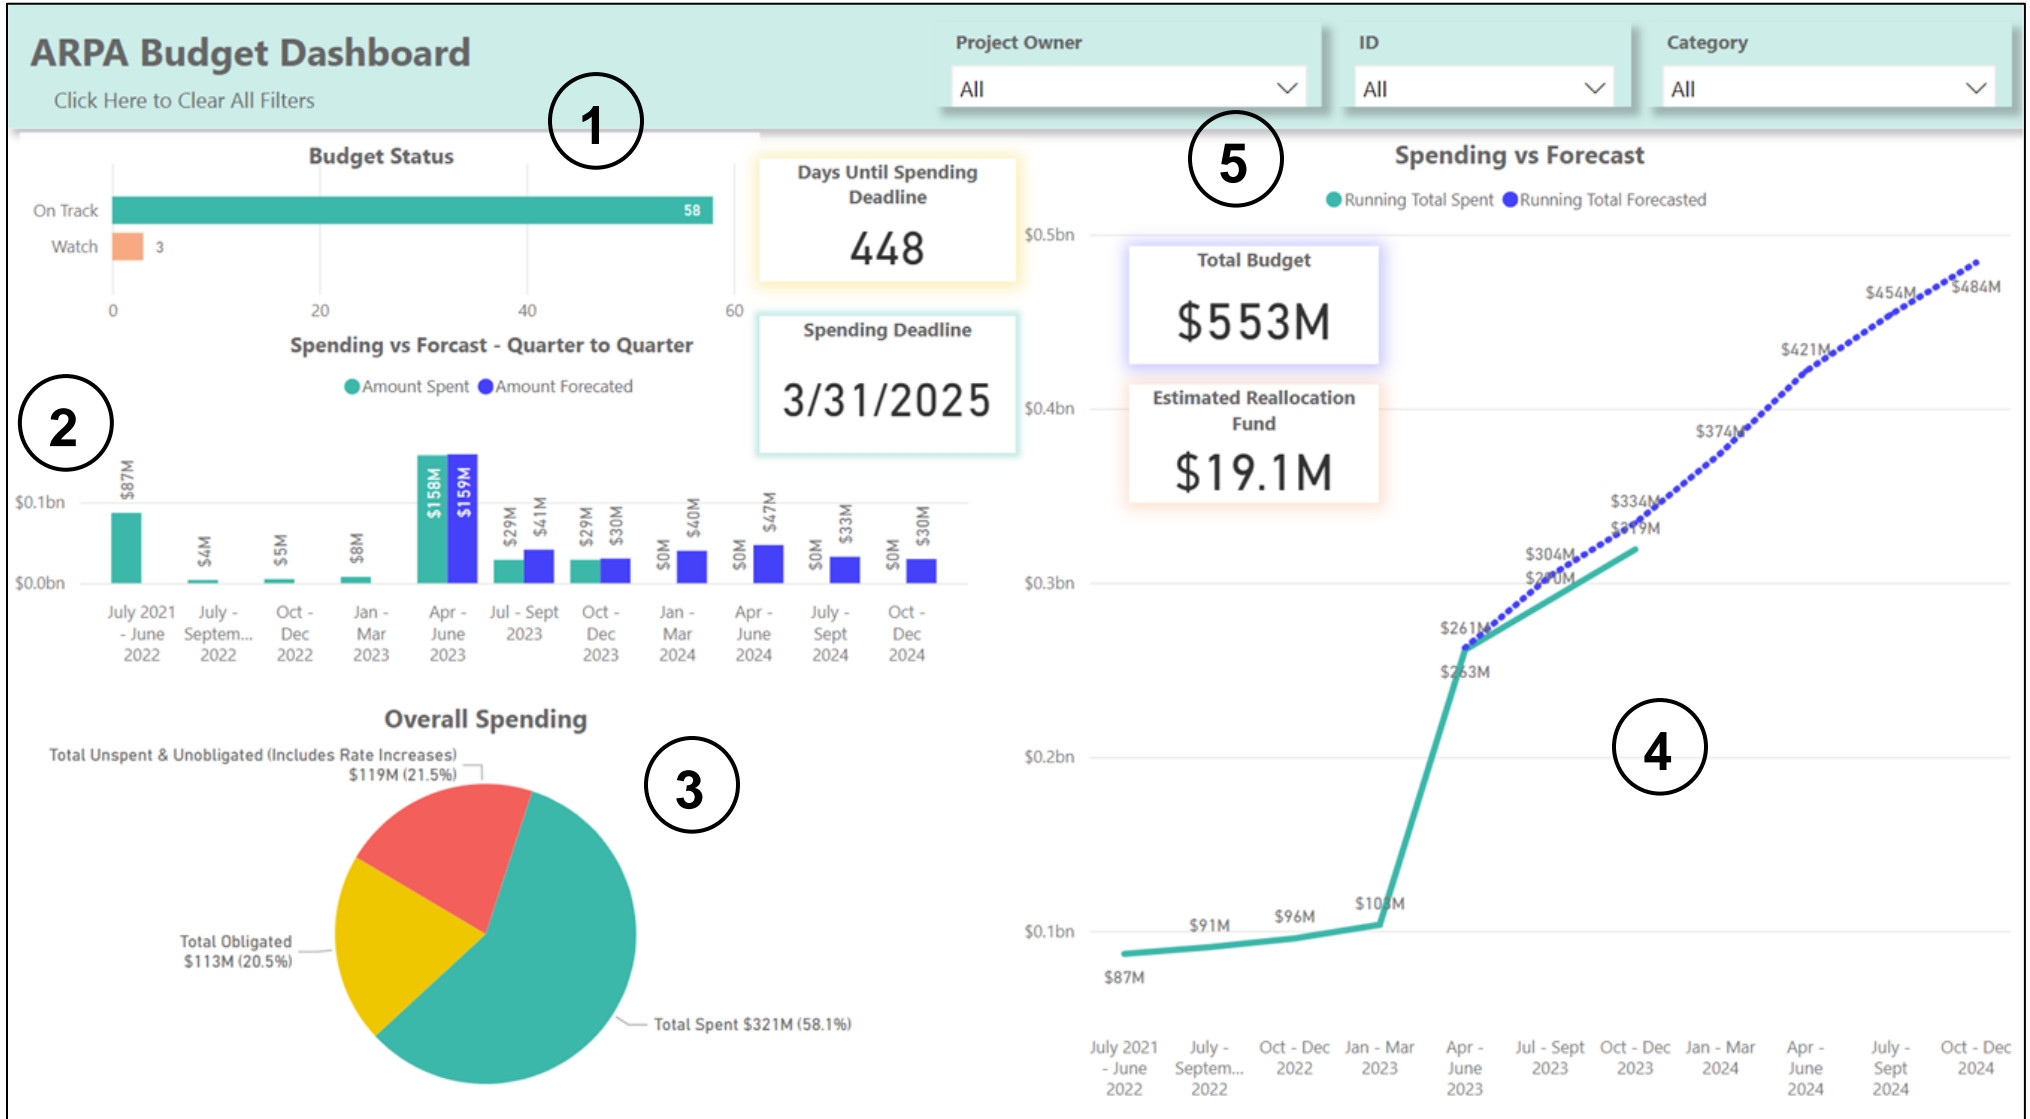 ARPA Budget Dashboard
Click Here to Clear All Filters
Project Owner
All
ID
All
Category
All
1
Budget Status
On Track
58
Watch
3
0
20
40
60
Days Until Spending
Deadline
448
Spending Deadline
3/31/2025
2
Spending vs Forcast - Quarter to Quarter
Amount Spent
Amount Forecated
$0.1bn
$0.0bn
$87M
$4M
$5M
$8M
$158M
$159M
$29M
$41M
$29M
$30M
$0M
$40M
$0M
$47M
$0M
$33M
$0M
$30M
July 2021
- June
2022
July -
Septem...
2022
Oct -
Dec
2022
Jan -
Mar
2023
Apr -
June
2023
Jul - Sept
2023
Oct -
Dec
2023
Jan -
Mar
2024
Apr -
June
2024
July -
Sept
2024
Oct -
Dec
2024
Overall Spending
3
Total Unspent & Unobligated (Includes Rate Increases)
$119M (21.5%)
Total Obligated
$113M (20.5%)
Total Spent $321M (58.1%)
5
Spending vs Forecast
Running Total Spent
Running Total Forecasted
Total Budget
$553M
Estimated Reallocation
Fund
$19.1M
$0.5bn
$0.4bn
$0.3bn
$0.2bn
$0.1bn
$87M
$91M
$96M
$103M
$261M
$263M
$304M
$290M
$334M
$319M
$374M
$421M
$454M
$484M
4
July 2021
- June
2022
July -
Septem...
2022
Oct - Dec
2022
Jan - Mar
2023
Apr -
June
2023
Jul - Sept
2023
Oct - Dec
2023
Jan - Mar
2024
Apr -
June
2024
July -
Sept
2024
Oct - Dec
2024